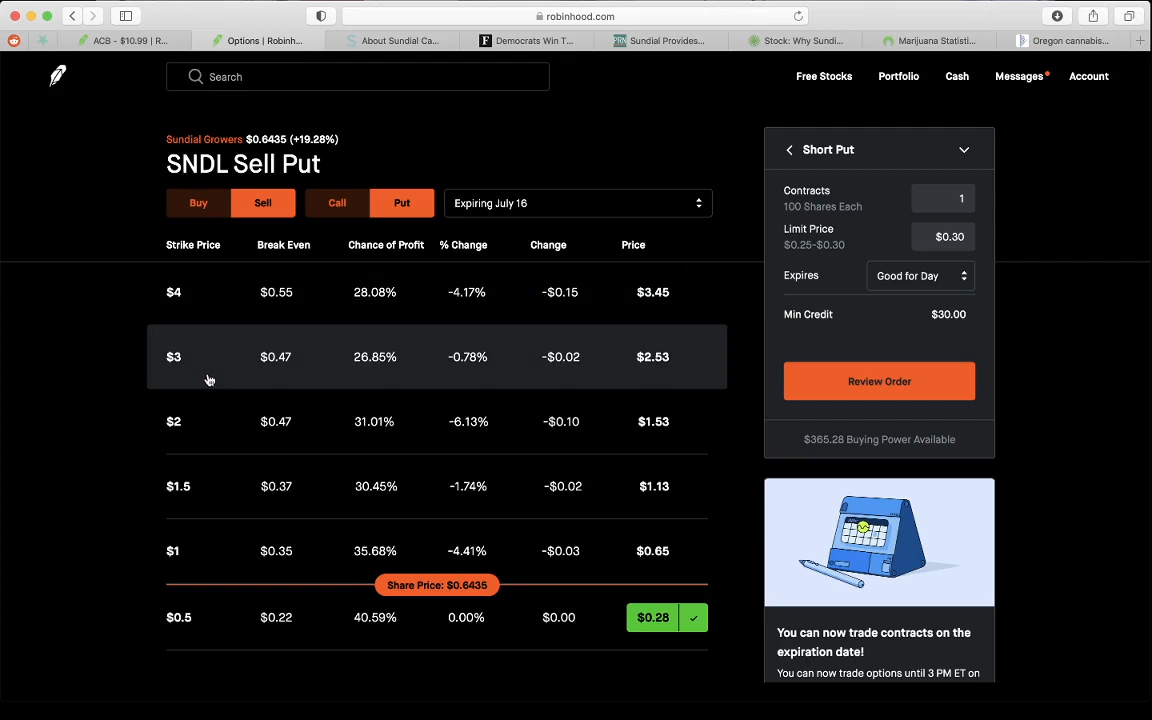 robinhood.com
ACB - $10.99 | R...
Options | Robinh...
About Sundial Ca...
Democrats Win T...
Sundial Provides...
Stock: Why Sundi...
Marijuana Statisti...
Oregon cannabis...
Search
Free Stocks
Portfolio
Cash
Messages
Account
Sundial Growers $0.6435 (+19.28%)
SNDL Sell Put
Buy Sell Call Put Expiring July 16
Strike Price Break Even Chance of Profit % Change Change Price
$4 $0.55 28.08% -4.17% -$0.15 $3.45
$3 $0.47 26.85% -0.78% -$0.02 $2.53
$2 $0.47 31.01% -6.13% -$0.10 $1.53
$1.5 $0.37 30.45% -1.74% -$0.02 $1.13
$1 $0.35 35.68% -4.41% -$0.03 $0.65
Share Price: $0.6435
$0.5 $0.22 40.59% 0.00% $0.00 $0.28
Short Put
Contracts 1
100 Shares Each
Limit Price $0.30
$0.25-$0.30
Expires Good for Day
Min Credit $30.00
Review Order
$365.28 Buying Power Available
You can now trade contracts on the
expiration date!
You can now trade options until 3 PM ET on